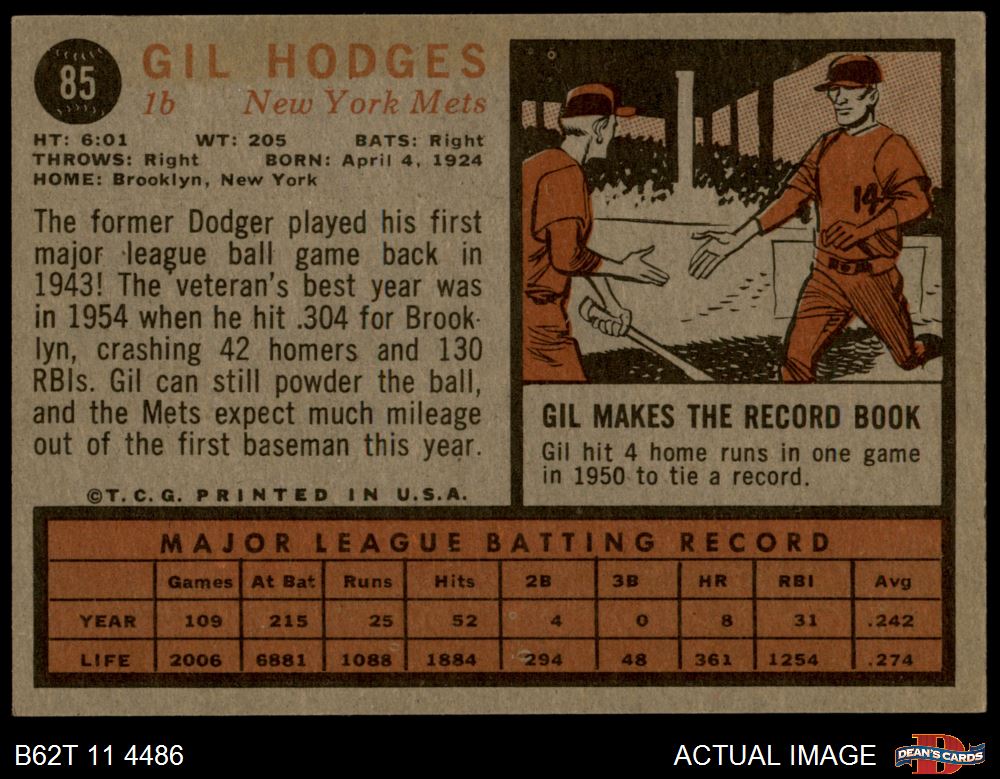 85
GIL HODGES
1b New York Mets
HT: 6:01 WT: 205 BATS: Right
THROWS: Right BORN: April 4, 1924
HOME: Brooklyn, New York
The former Dodger played his first
major league ball game back in
1943! The veteran's best year was
in 1954 when he hit .304 for Brook-
lyn, crashing 42 homers and 130
RBIs. Gil can still powder the ball,
and the Mets expect much mileage
out of the first baseman this year.
©T.C.G. PRINTED IN U.S.A.
14
GIL MAKES THE RECORD BOOK
Gil hit 4 home runs in one game
in 1950 to tie a record.
MAJOR LEAGUE BATTING RECORD
Games At Bat Runs Hits 2B 3B HR RBI Avg
YEAR 109 215 25 52 4 0 8 31 .242
LIFE 2006 6881 1088 1884 294 48 361 1254 .274
B62T 11 4486
ACTUAL IMAGE
DEAN'S CARDS